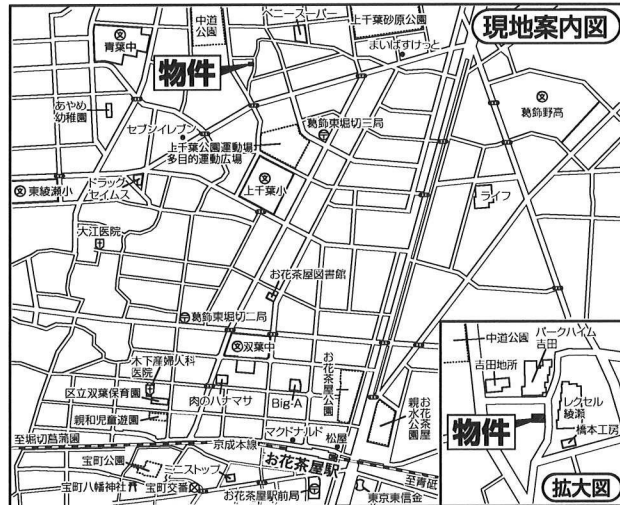 現地案内図
中道
公園
ベニースーパー
上千葉砂原公園
まいばすけっと
青葉中
物件
あやめ
幼稚園
セブンイレブン
葛飾東堀切三局
葛飾野高
上千葉公園運動場
多目的運動広場
東綾瀬小
ドラッグ
セイムス
上千葉小
ライフ
大江医院
お花茶屋図書館
葛飾東堀切二局
双葉中
木下産婦人科
医院
区立双葉保育園
肉のハナマサ
Big-A
お花茶屋公園
お花茶屋
親水公園
親和児童遊園
マクドナルド
松屋
至堀切菖蒲園
京成本線
お花茶屋駅
至青砥
宝町公園
ミニストップ
宝町八幡神社
宝町交番
お花茶屋駅前局
東京東信金
中道公園
パークハイム
吉田
吉田地所
レクセル
綾瀬
物件
橋本工房
拡大図